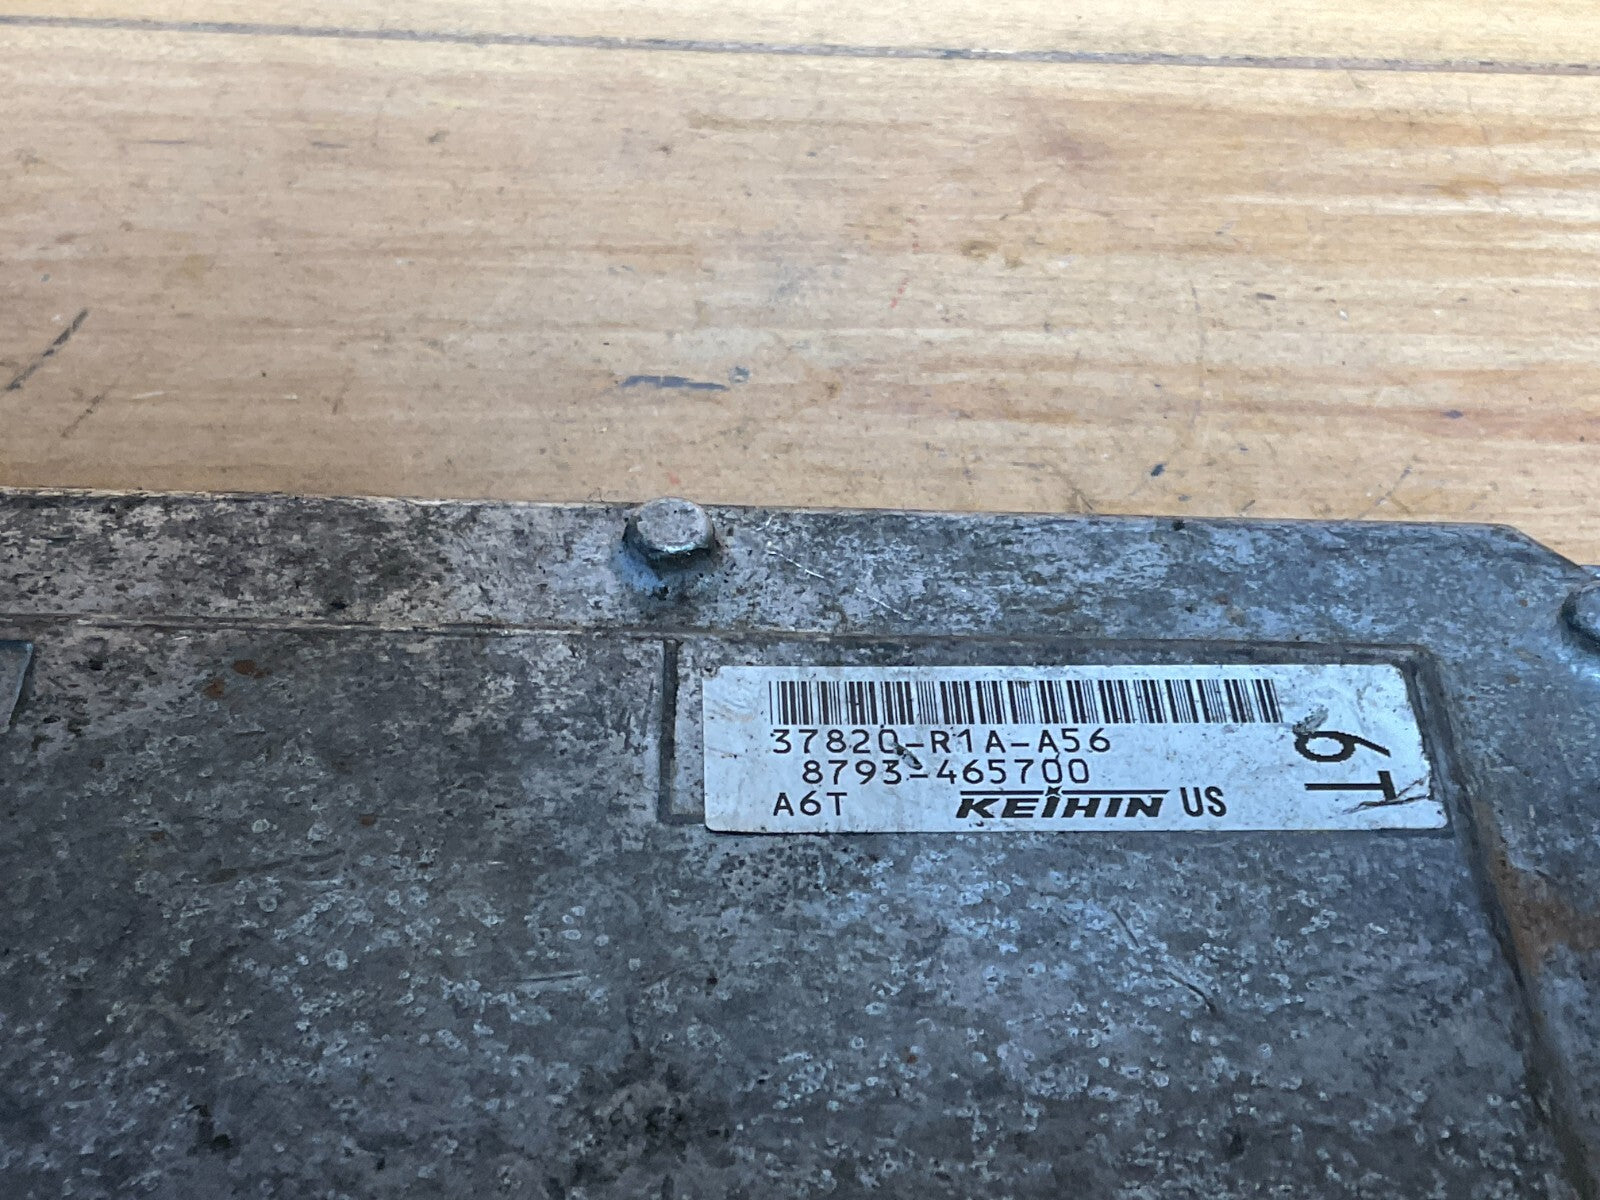 37820-R1A-A56
8793-465700
A6T KEIHIN US
6T